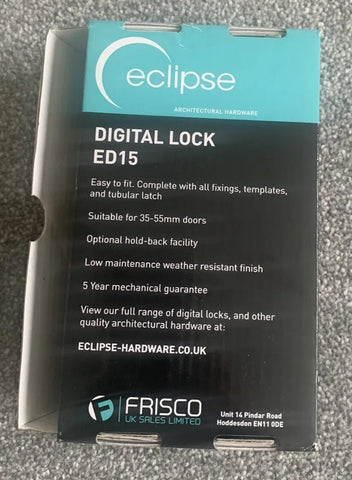 eclipse
ARCHITECTURAL HARDWARE
DIGITAL LOCK
ED15
Easy to fit. Complete with all fixings, templates,
and tubular latch
Suitable for 35-55mm doors
Optional hold-back facility
Low maintenance weather resistant finish
5 Year mechanical guarantee
View our full range of digital locks, and other
quality architectural hardware at:
ECLIPSE-HARDWARE.CO.UK
FRISCO
UK SALES LIMITED
Unit 14 Pindar Road
Hoddesdon EN11 0DE